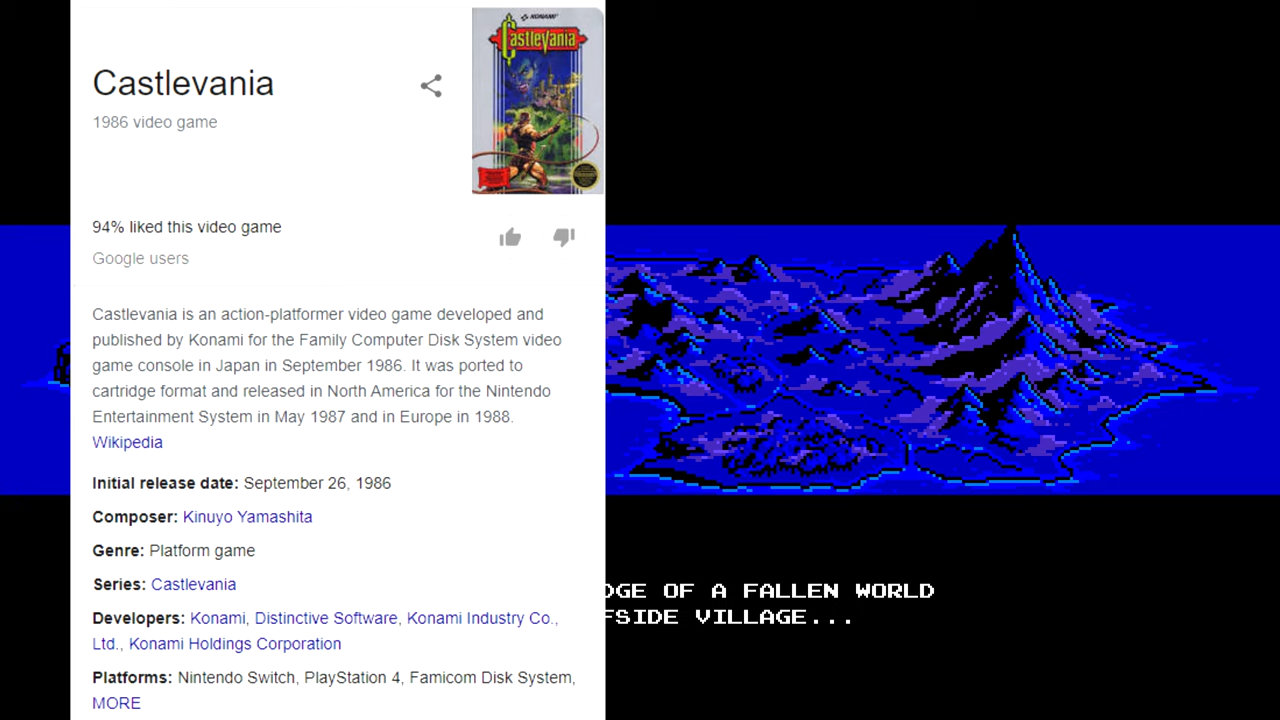 KONAMI
Castlevania
Castlevania
1986 video game
94% liked this video game
Google users
Castlevania is an action-platformer video game developed and
published by Konami for the Family Computer Disk System video
game console in Japan in September 1986. It was ported to
cartridge format and released in North America for the Nintendo
Entertainment System in May 1987 and in Europe in 1988.
Wikipedia
Initial release date: September 26, 1986
Composer: Kinuyo Yamashita
Genre: Platform game
Series: Castlevania
Developers: Konami, Distinctive Software, Konami Industry Co.,
Ltd., Konami Holdings Corporation
Platforms: Nintendo Switch, PlayStation 4, Famicom Disk System,
MORE
DGE OF A FALLEN WORLD
FSIDE VILLAGE...